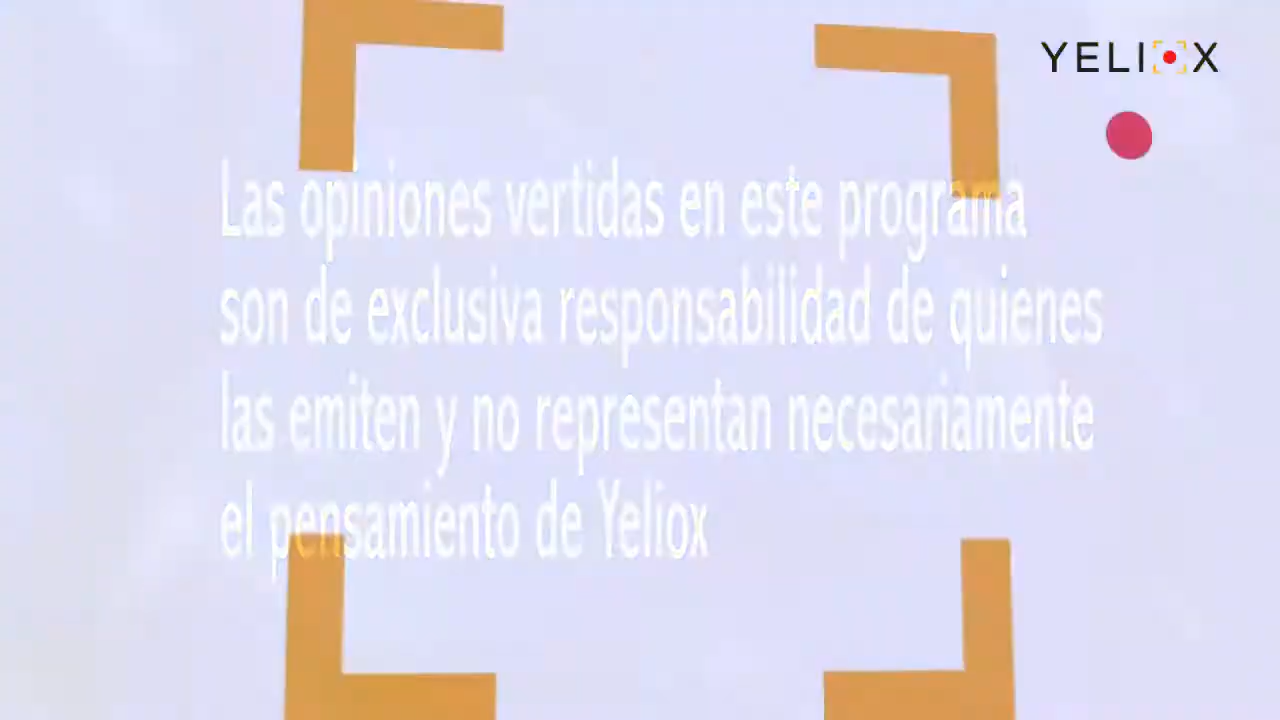 YELIOX
Las opiniones vertidas en este programa
son de exclusiva responsabilidad de quienes
las emiten y no representan necesariamente
el pensamiento de Yeliox